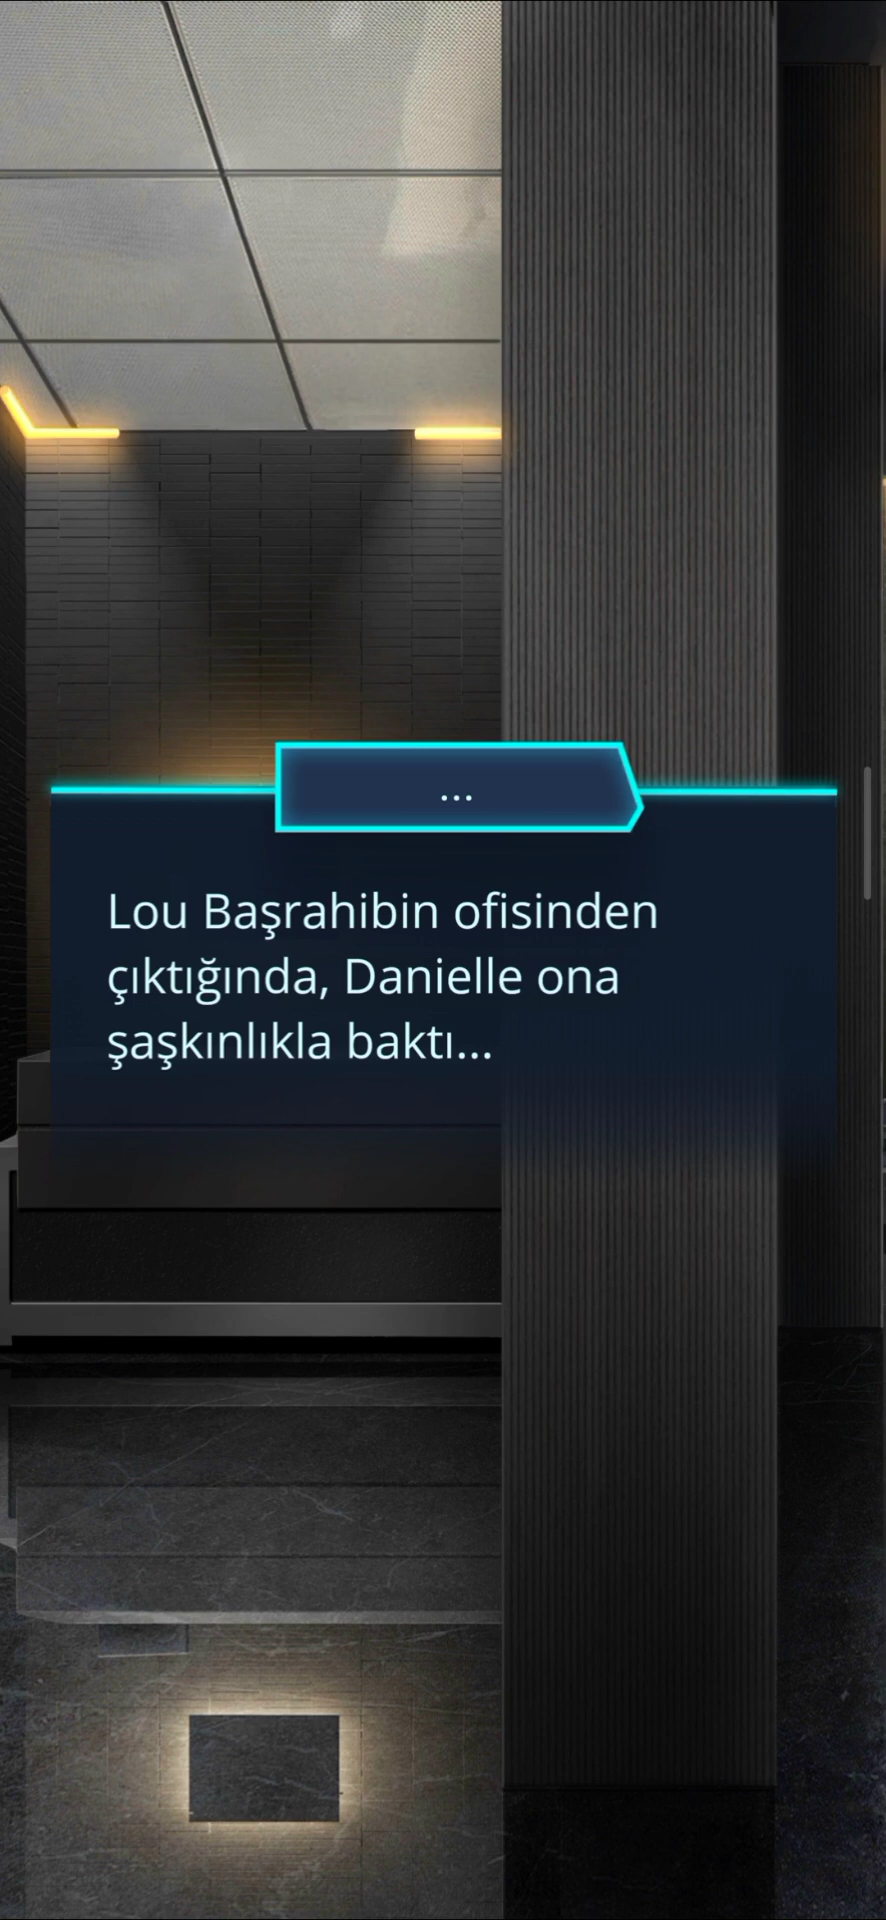 ...
Lou Başrahibin ofisinden
çıktığında, Danielle ona
şaşkınlıkla baktı...